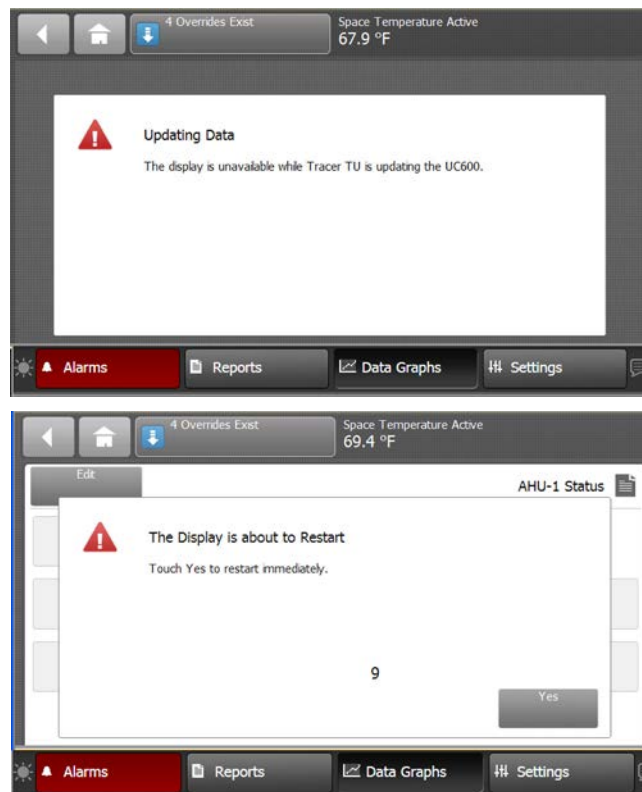 4 Overrides Exist
Space Temperature Active
67.9 °F
Updating Data
The display is unavailable while Tracer TU is updating the UC600.
Alarms
Reports
Data Graphs
Settings
4 Overrides Exist
Space Temperature Active
69.4 °F
Edit
AHU-1 Status
The Display is about to Restart
Touch Yes to restart immediately.
9
Yes
Alarms
Reports
Data Graphs
Settings